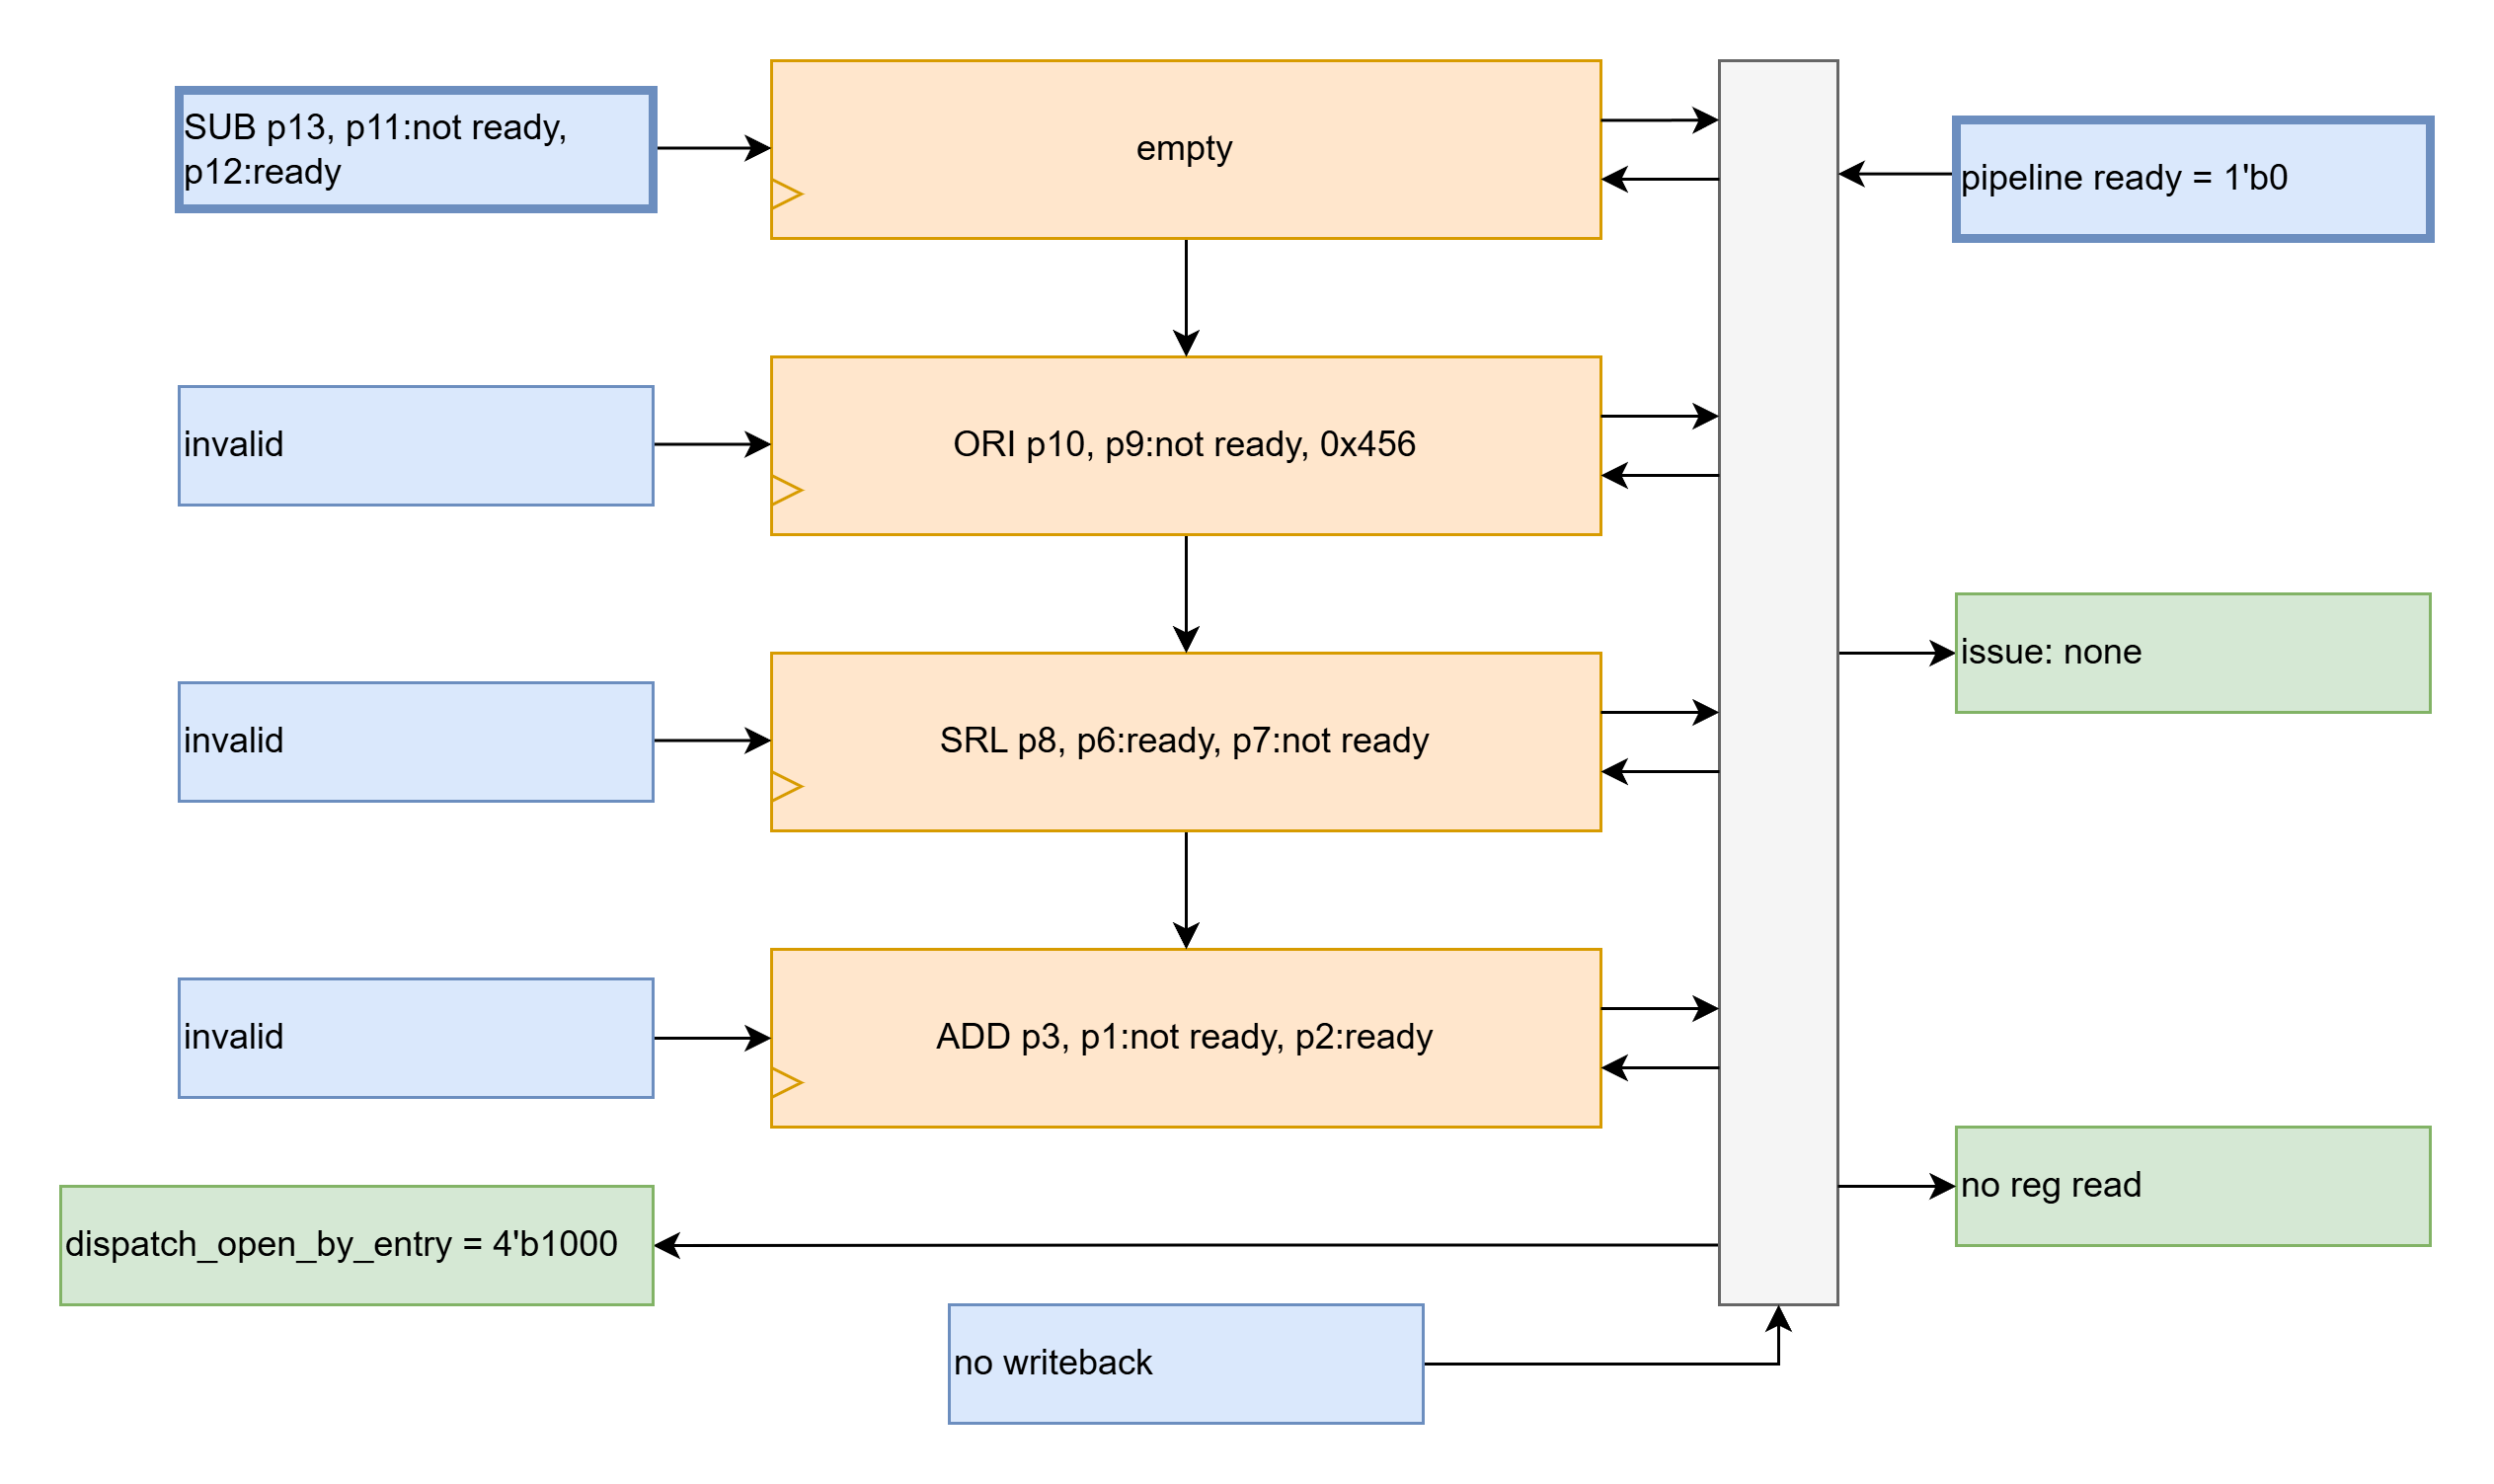 SUB p13, p11:not ready,
p12:ready
empty
pipeline ready = 1'b0
invalid
ORI p10, p9:not ready, 0x456
issue: none
invalid
SRL p8, p6:ready, p7:not ready
invalid
ADD p3, p1:not ready, p2:ready
no reg read
dispatch_open_by_entry = 4'b1000
no writeback